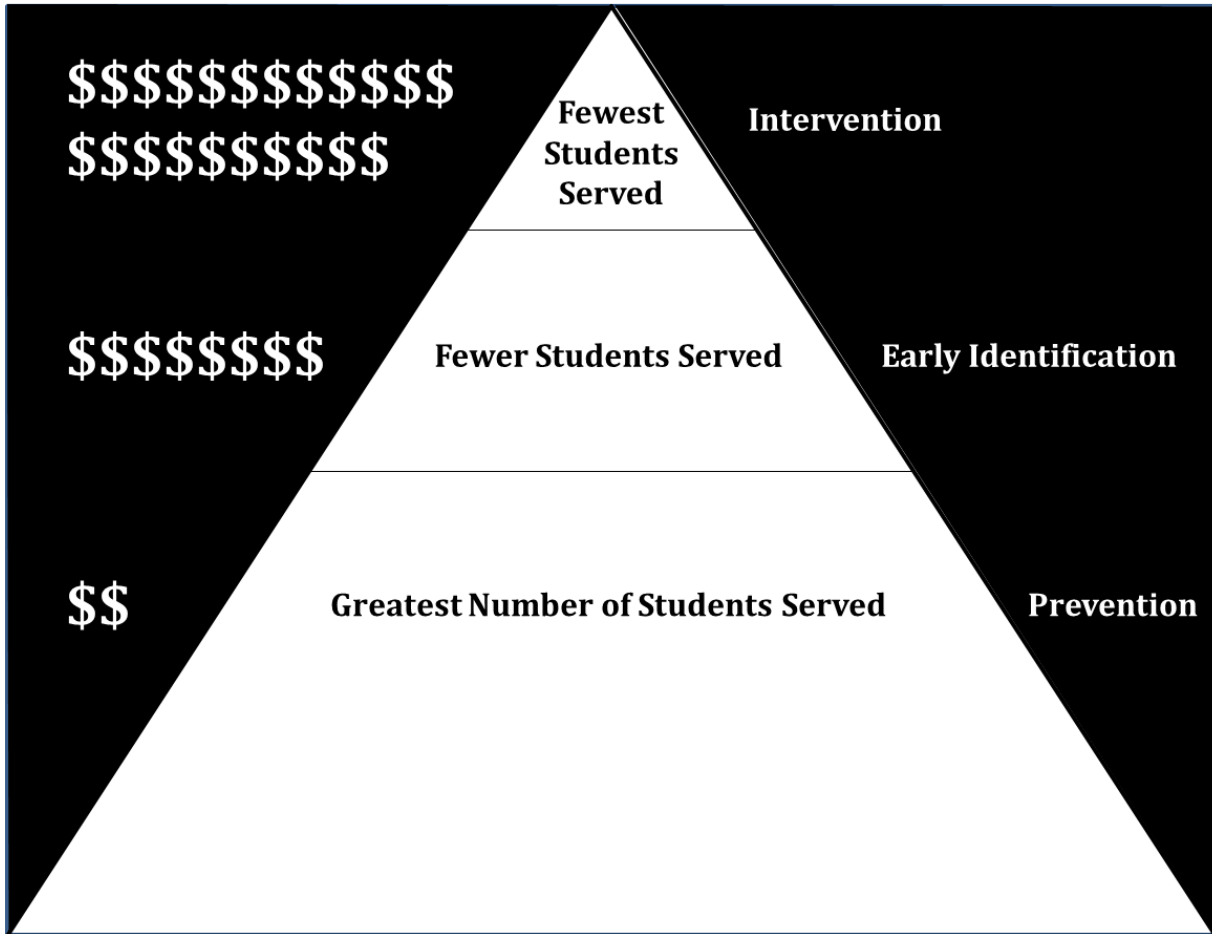 $$$$$$$$$$$$
$$$$$$$$$$
Fewest
Students
Served
Intervention
$$$$$$$$
Fewer Students Served
Early Identification
$$
Greatest Number of Students Served
Prevention